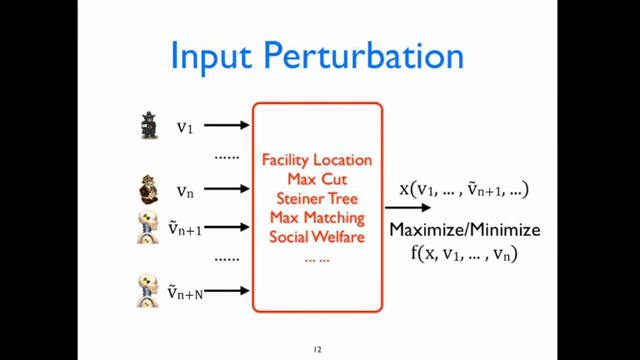 Input Perturbation
v1
......
vn
ṽn+1
......
ṽn+N
Facility Location
Max Cut
Steiner Tree
Max Matching
Social Welfare
... ...
x(v1, ... , ṽn+1, ...)
Maximize/Minimize
f(x, v1, ... , vn)
12